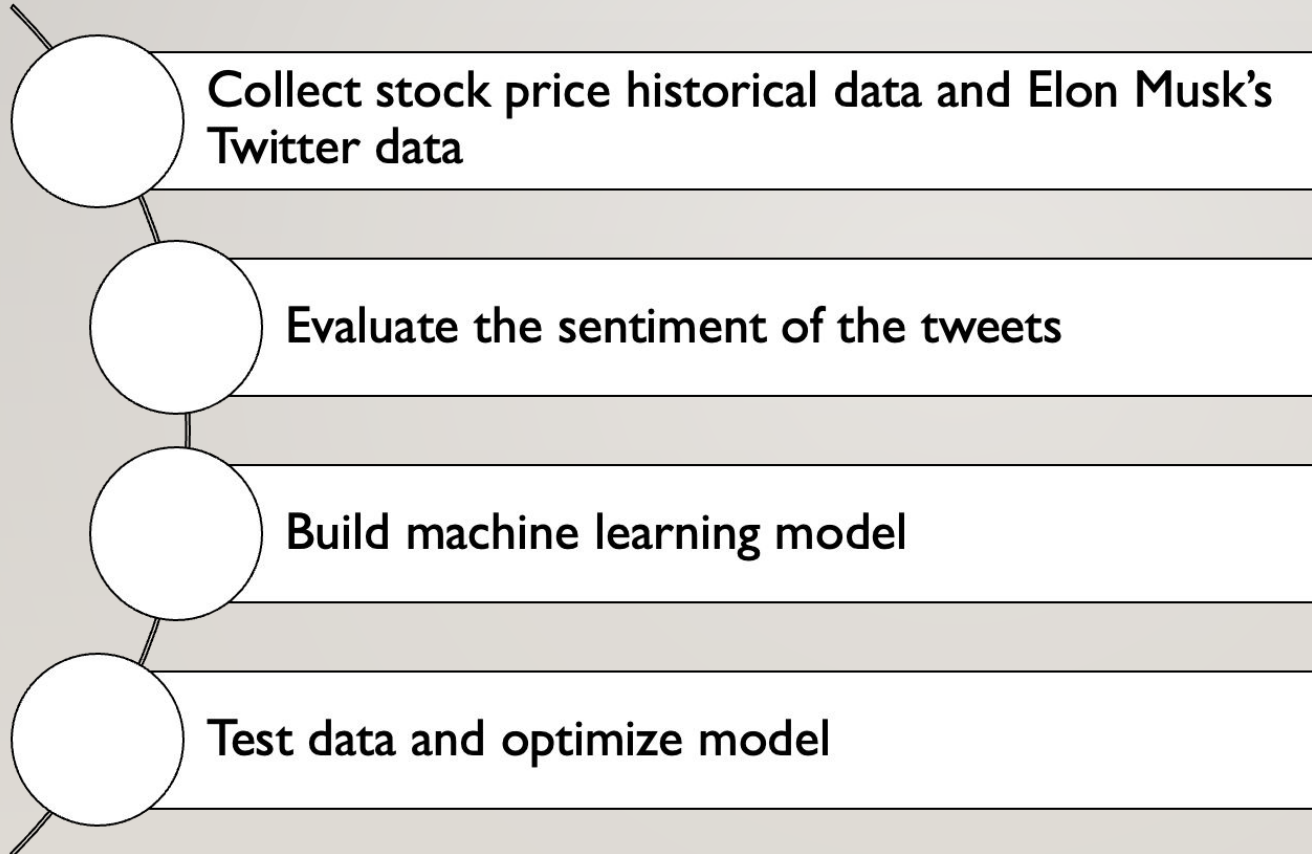 Collect stock price historical data and Elon Musk’s
Twitter data
Evaluate the sentiment of the tweets
Build machine learning model
Test data and optimize model